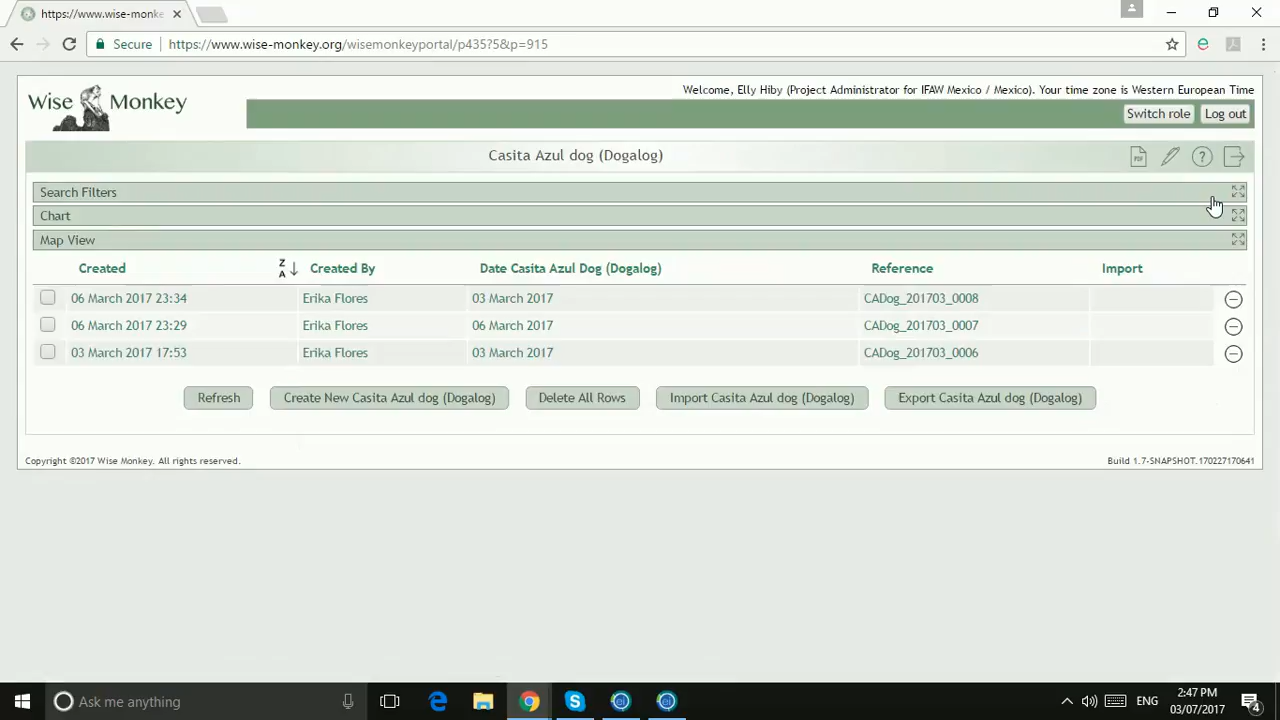 https://www.wise-monke
Secure
https://www.wise-monkey.org/wisemonkeyportal/p435?5&p=915
Welcome, Elly Hiby (Project Administrator for IFAW Mexico / Mexico). Your time zone is Western European Time
Wise Monkey
Switch role Log out
Casita Azul dog (Dogalog)
Search Filters
Chart
Map View
Created Created By Date Casita Azul Dog (Dogalog) Reference Import
06 March 2017 23:34 Erika Flores 03 March 2017 CADog_201703_0008
06 March 2017 23:29 Erika Flores 06 March 2017 CADog_201703_0007
03 March 2017 17:53 Erika Flores 03 March 2017 CADog_201703_0006
Refresh Create New Casita Azul dog (Dogalog) Delete All Rows Import Casita Azul dog (Dogalog) Export Casita Azul dog (Dogalog)
Copyright ©2017 Wise Monkey. All rights reserved. Build 1.7-SNAPSHOT.170227170641
Ask me anything
ENG
2:47 PM
03/07/2017
4